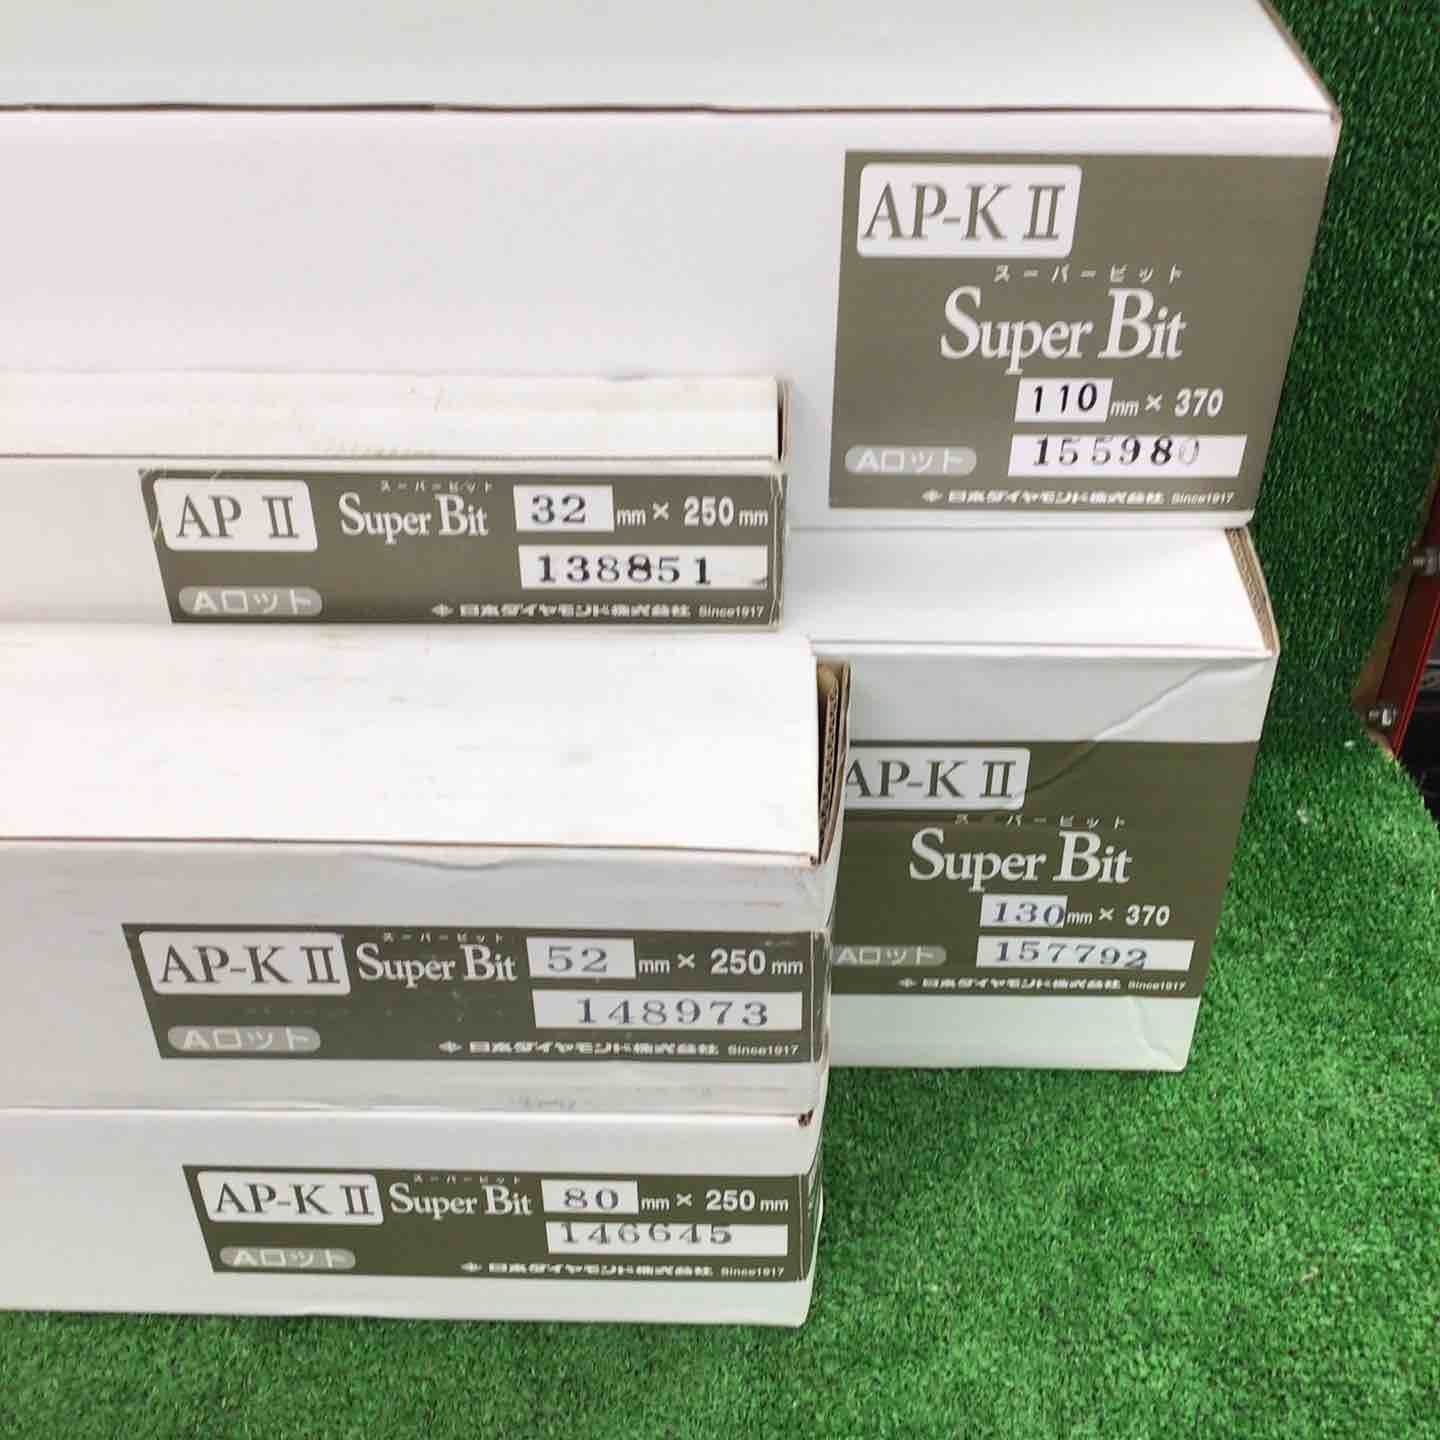 AP-K II
スーパービット
Super Bit
110 mm × 370
155980
Aロット
日本ダイヤモンド株式会社 Since1917
AP II
スーパービット
Super Bit
32 mm × 250 mm
138851
Aロット
日本ダイヤモンド株式会社 Since1917
AP-K II
スーパービット
Super Bit
130 mm × 370
157792
Aロット
日本ダイヤモンド株式会社 Since1917
AP-K II
スーパービット
Super Bit
52 mm × 250 mm
148973
Aロット
日本ダイヤモンド株式会社 Since1917
AP-K II
スーパービット
Super Bit
80 mm × 250 mm
146645
Aロット
日本ダイヤモンド株式会社 Since1917